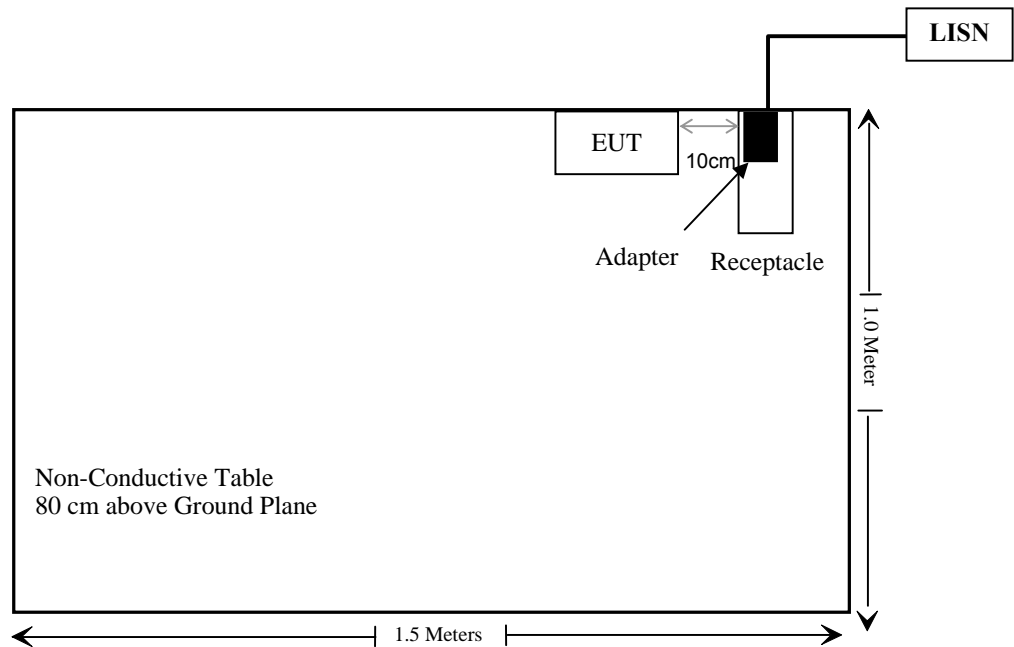 LISN
EUT
10cm
Adapter
Receptacle
1.0 Meter
Non-Conductive Table
80 cm above Ground Plane
1.5 Meters